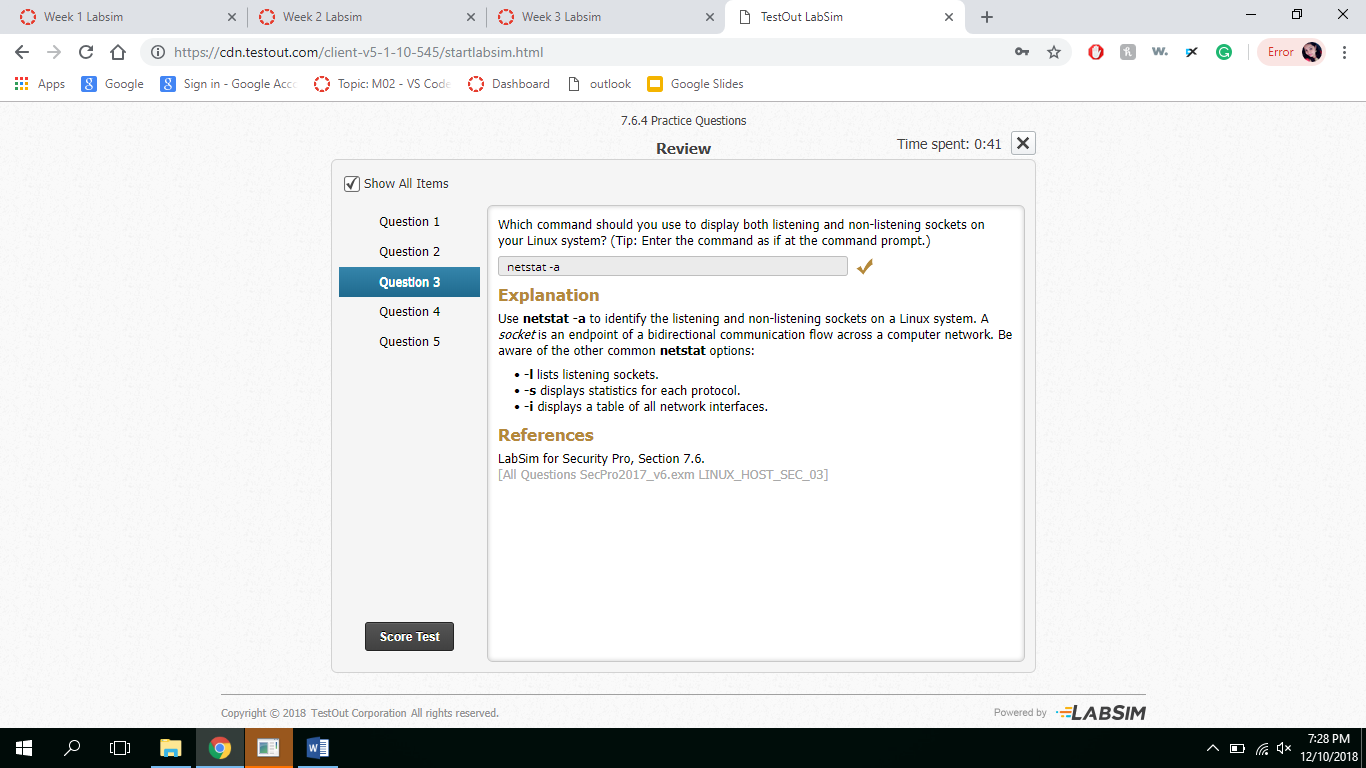 Week 1 Labsim
Week 2 Labsim
Week 3 Labsim
TestOut LabSim
https://cdn.testout.com/client-v5-1-10-545/startlabsim.html
Error
Apps
Google
Sign in - Google Acco
Topic: M02 - VS Code
Dashboard
outlook
Google Slides
7.6.4 Practice Questions
Review
Time spent: 0:41
Show All Items
Question 1
Question 2
Question 3
Question 4
Question 5
Score Test
Which command should you use to display both listening and non-listening sockets on
your Linux system? (Tip: Enter the command as if at the command prompt.)
netstat -a
Explanation
Use netstat -a to identify the listening and non-listening sockets on a Linux system. A
socket is an endpoint of a bidirectional communication flow across a computer network. Be
aware of the other common netstat options:
• -l lists listening sockets.
• -s displays statistics for each protocol.
• -i displays a table of all network interfaces.
References
LabSim for Security Pro, Section 7.6.
[All Questions SecPro2017_v6.exm LINUX_HOST_SEC_03]
Copyright © 2018 TestOut Corporation All rights reserved.
Powered by LABSIM
7:28 PM
12/10/2018